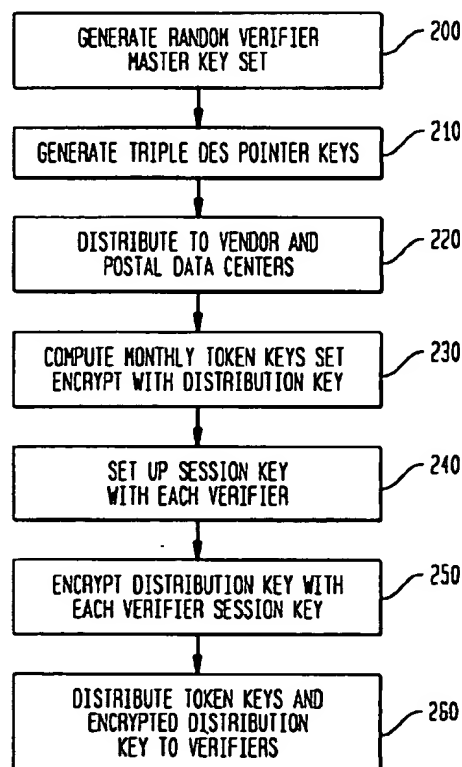 GENERATE RANDOM VERIFIER
MASTER KEY SET
200
GENERATE TRIPLE DES POINTER KEYS
210
DISTRIBUTE TO VENDOR AND
POSTAL DATA CENTERS
220
COMPUTE MONTHLY TOKEN KEYS SET
ENCRYPT WITH DISTRIBUTION KEY
230
SET UP SESSION KEY
WITH EACH VERIFIER
240
ENCRYPT DISTRIBUTION KEY WITH
EACH VERIFIER SESSION KEY
250
DISTRIBUTE TOKEN KEYS AND
ENCRYPTED DISTRIBUTION
KEY TO VERIFIERS
260